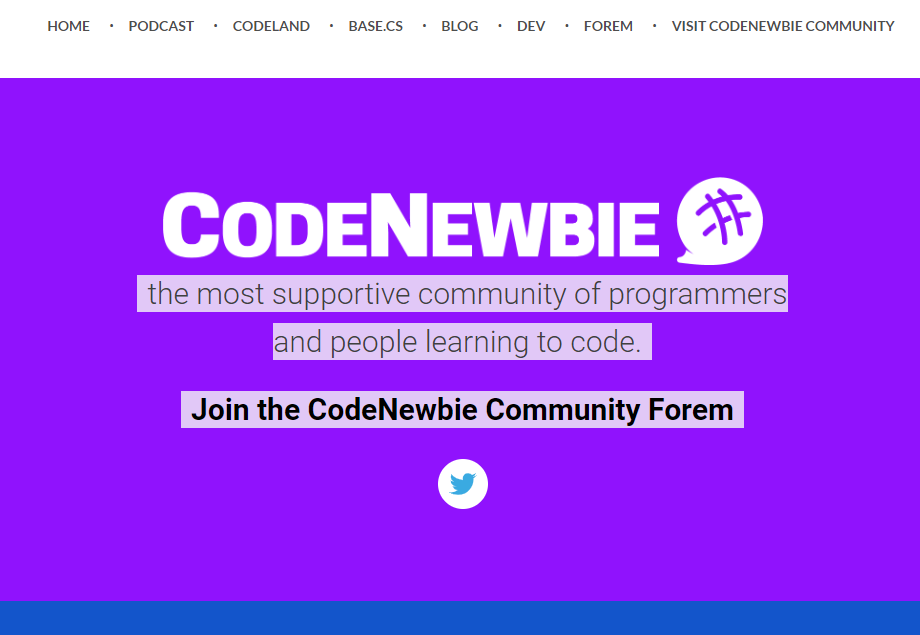 HOME · PODCAST · CODELAND · BASE.CS · BLOG · DEV · FOREM · VISIT CODENEWBIE COMMUNITY
CODENEWBIE #
the most supportive community of programmers
and people learning to code.
Join the CodeNewbie Community Forem